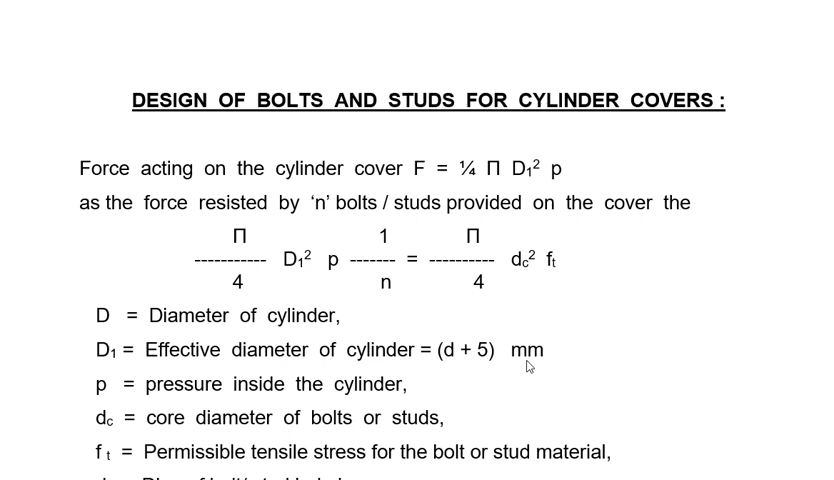 DESIGN OF BOLTS AND STUDS FOR CYLINDER COVERS :
Force acting on the cylinder cover F = ¼ Π D₁² p
as the force resisted by ‘n’ bolts / studs provided on the cover the
Π 1 Π
----------- D₁² p ------- = ---------- dc² ft
4 n 4
D = Diameter of cylinder,
D₁ = Effective diameter of cylinder = (d + 5) mm
p = pressure inside the cylinder,
dc = core diameter of bolts or studs,
f t = Permissible tensile stress for the bolt or stud material,